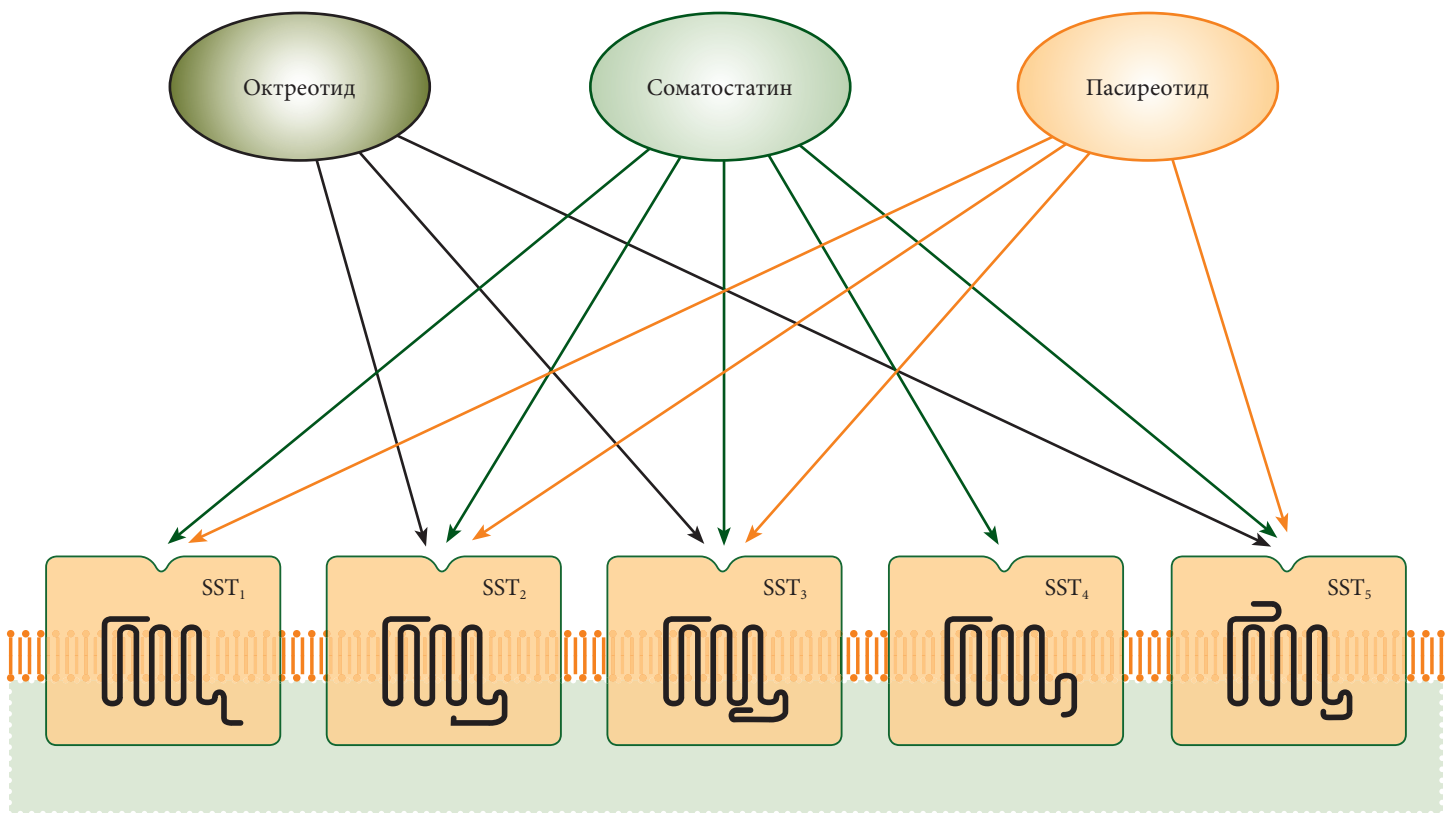 Октреотид
Соматостатин
Пасиреотид
SST₁
SST₂
SST₃
SST₄
SST₅